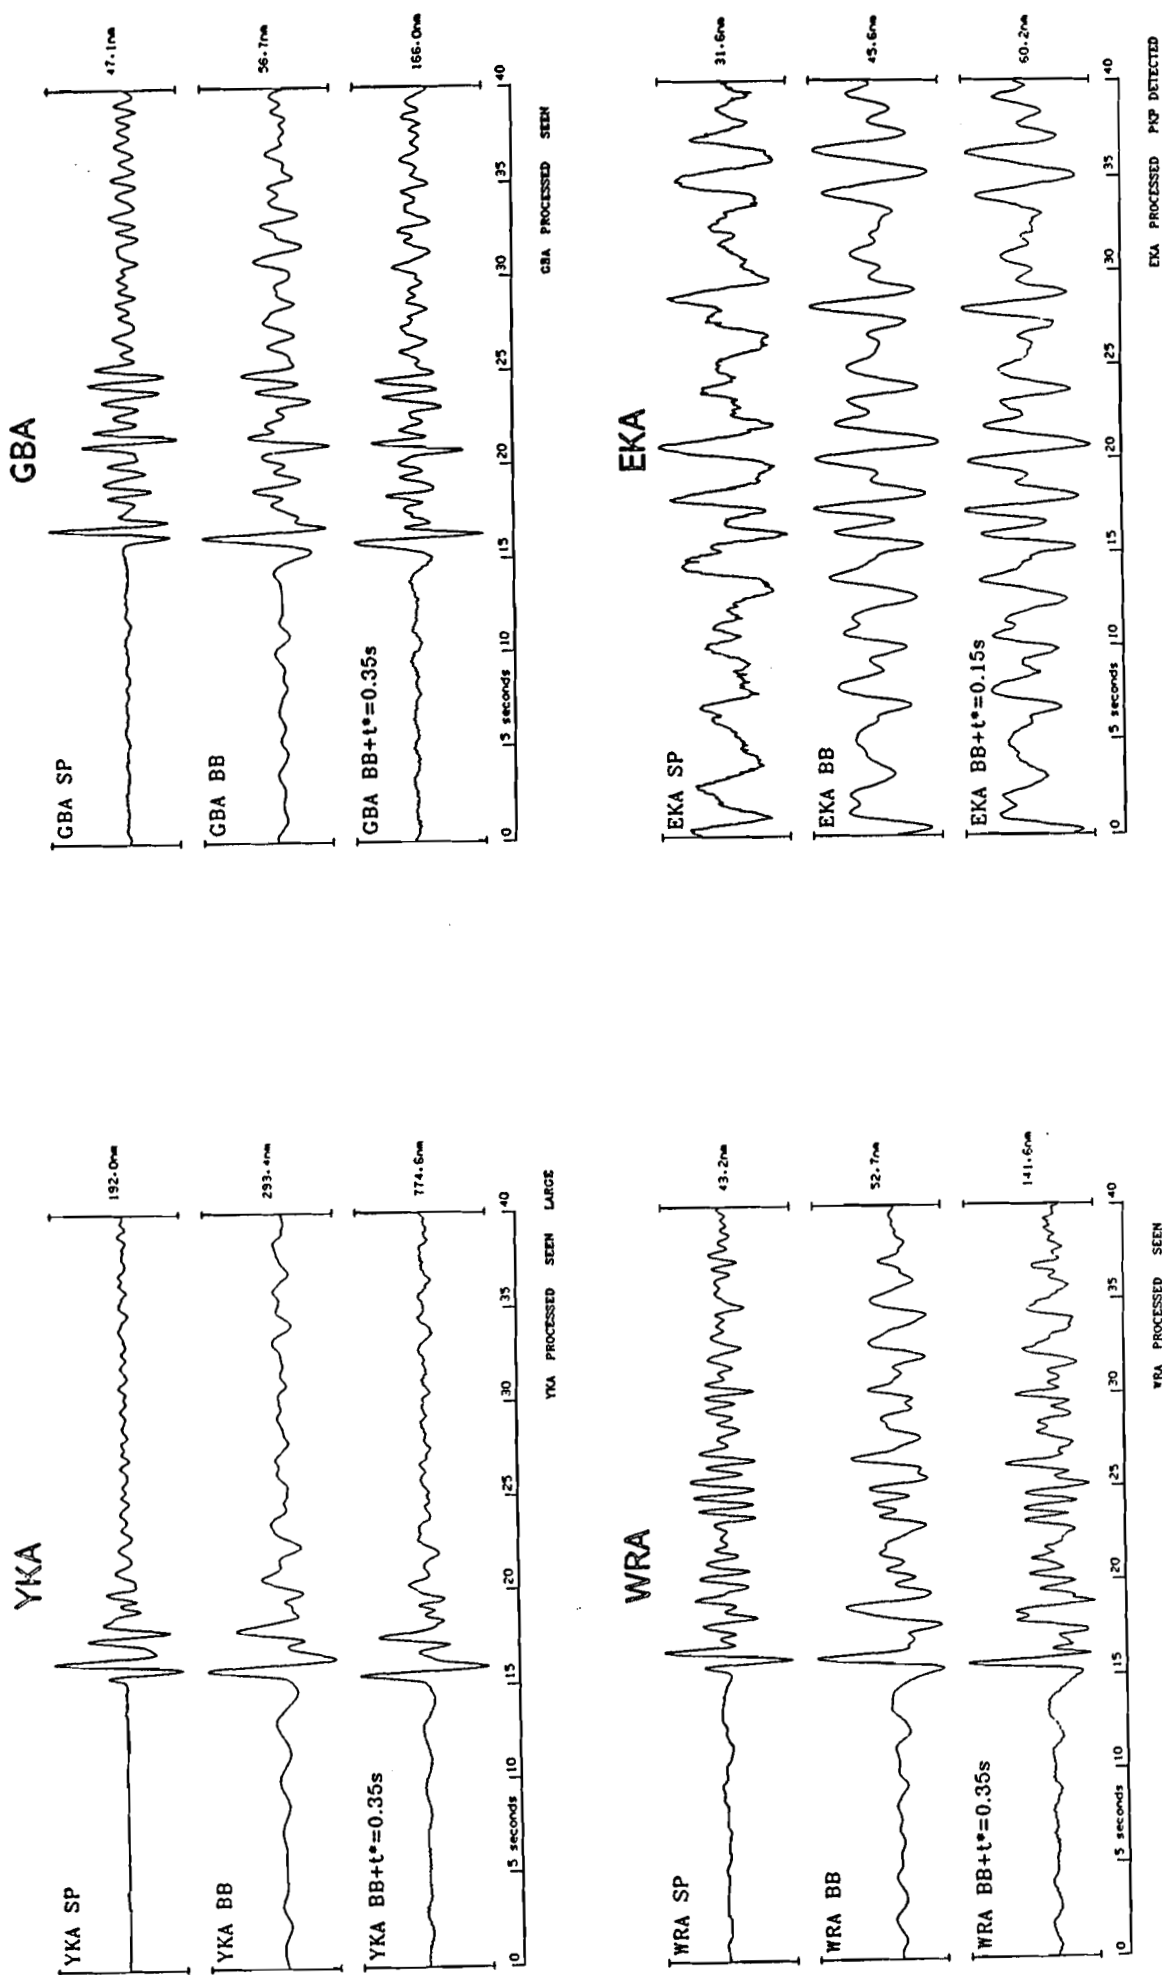 YKA
YKA SP
192.0nm
YKA BB
293.4nm
YKA BB+t*=0.35s
774.6nm
|0 |5 seconds |10 |15 |20 |25 |30 |35 |40
YKA PROCESSED SEEN LARGE
GBA
GBA SP
47.1nm
GBA BB
56.7nm
GBA BB+t*=0.35s
166.0nm
|0 |5 seconds |10 |15 |20 |25 |30 |35 |40
GBA PROCESSED SEEN
WRA
WRA SP
43.2nm
WRA BB
52.7nm
WRA BB+t*=0.35s
141.6nm
|0 |5 seconds |10 |15 |20 |25 |30 |35 |40
WRA PROCESSED SEEN
EKA
EKA SP
31.6nm
EKA BB
45.6nm
EKA BB+t*=0.15s
60.2nm
|0 |5 seconds |10 |15 |20 |25 |30 |35 |40
EKA PROCESSED PKP DETECTED